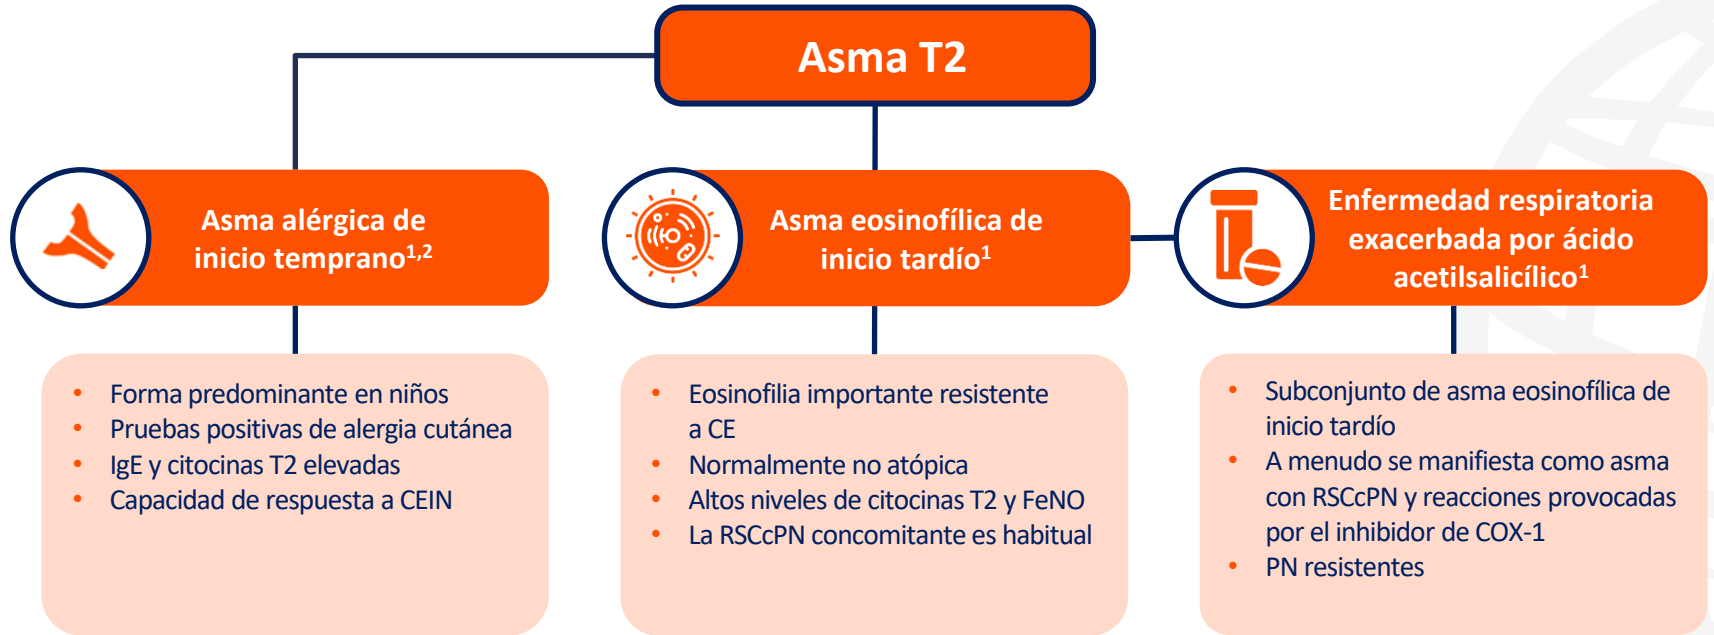 Asma T2
Asma alérgica de
inicio temprano1,2
• Forma predominante en niños
• Pruebas positivas de alergia cutánea
• IgE y citocinas T2 elevadas
• Capacidad de respuesta a CEIN
Asma eosinofílica de
inicio tardío1
• Eosinofilia importante resistente
a CE
• Normalmente no atópica
• Altos niveles de citocinas T2 y FeNO
• La RSCcPN concomitante es habitual
Enfermedad respiratoria
exacerbada por ácido
acetilsalicílico1
• Subconjunto de asma eosinofílica de
inicio tardío
• A menudo se manifiesta como asma
con RSCcPN y reacciones provocadas
por el inhibidor de COX-1
• PN resistentes